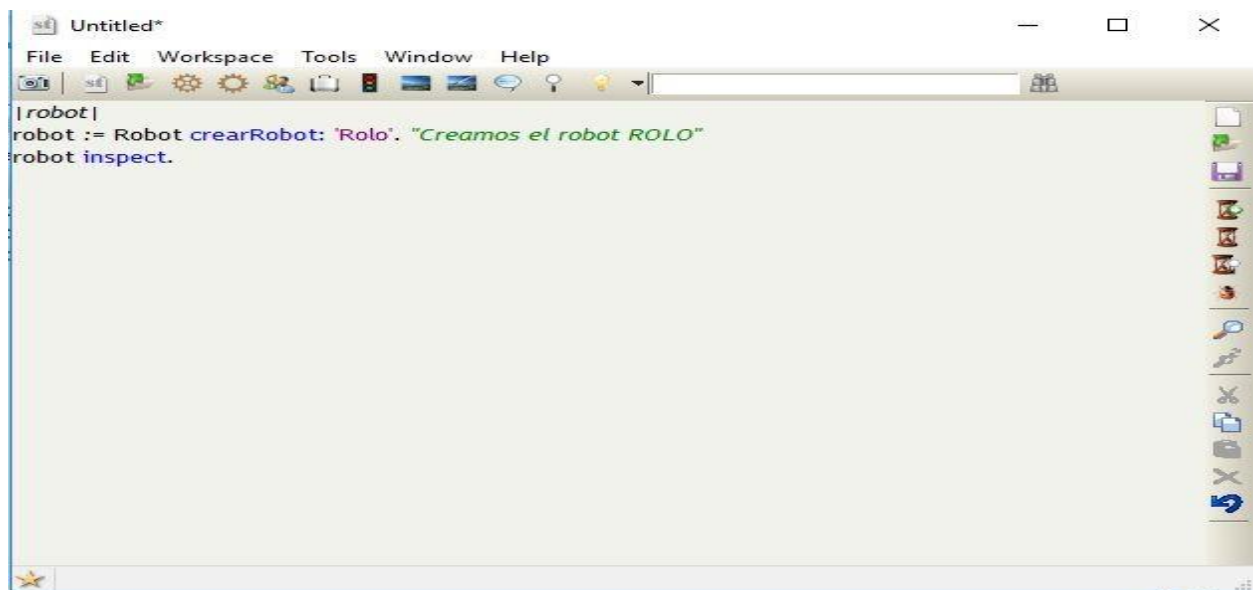 Untitled*
File Edit Workspace Tools Window Help
|robot|
robot := Robot crearRobot: 'Rolo'. "Creamos el robot ROLO"
robot inspect.